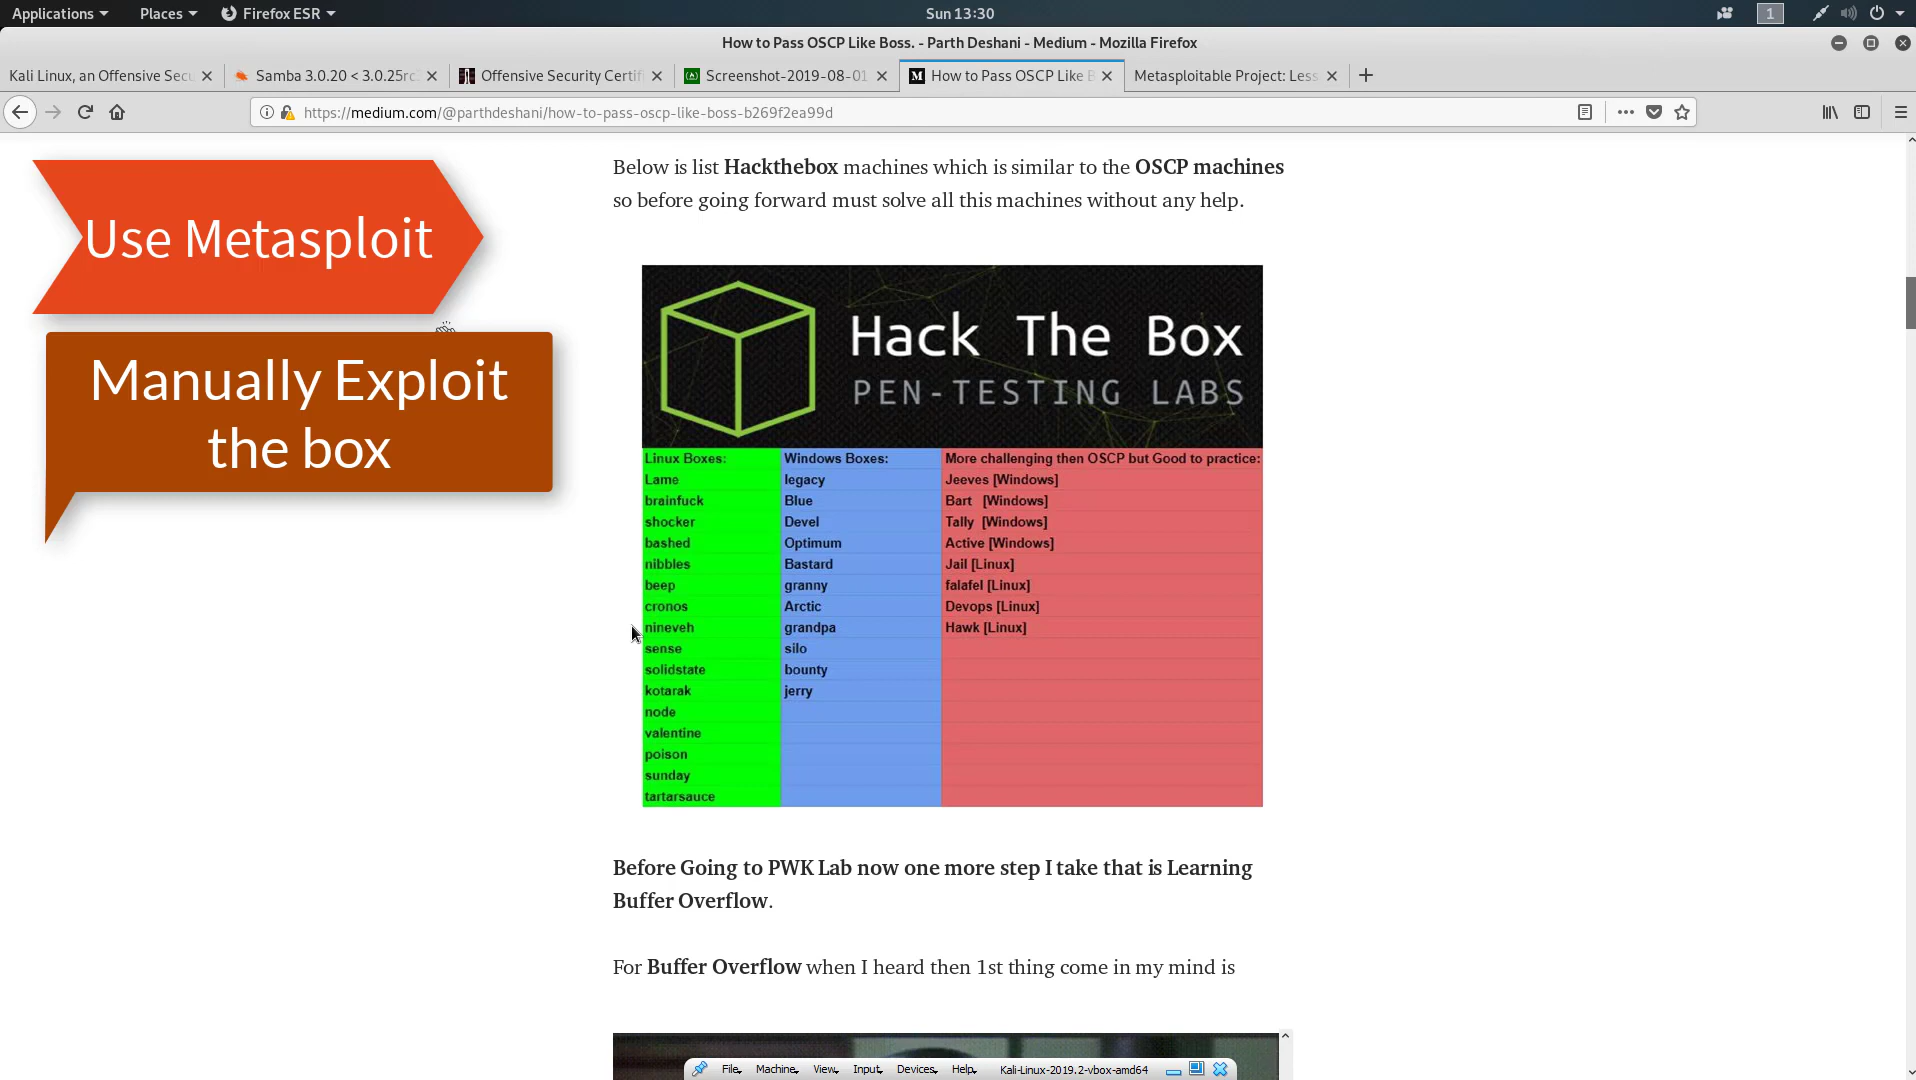 Applications Places Firefox ESR Sun 13:30 1
How to Pass OSCP Like Boss. - Parth Deshani - Medium - Mozilla Firefox
Kali Linux, an Offensive Secu Samba 3.0.20 < 3.0.25rc Offensive Security Certifi Screenshot-2019-08-01 How to Pass OSCP Like B Metasploitable Project: Less
https://medium.com/@parthdeshani/how-to-pass-oscp-like-boss-b269f2ea99d
Below is list Hackthebox machines which is similar to the OSCP machines
so before going forward must solve all this machines without any help.
Use Metasploit
Manually Exploit
the box
Hack The Box
PEN-TESTING LABS
Linux Boxes: Windows Boxes: More challenging then OSCP but Good to practice:
Lame legacy Jeeves [Windows]
brainfuck Blue Bart [Windows]
shocker Devel Tally [Windows]
bashed Optimum Active [Windows]
nibbles Bastard Jail [Linux]
beep granny falafel [Linux]
cronos Arctic Devops [Linux]
nineveh grandpa Hawk [Linux]
sense silo
solidstate bounty
kotarak jerry
node
valentine
poison
sunday
tartarsauce
Before Going to PWK Lab now one more step I take that is Learning
Buffer Overflow.
For Buffer Overflow when I heard then 1st thing come in my mind is
File Machine View Input Devices Help Kali-Linux-2019.2-vbox-amd64